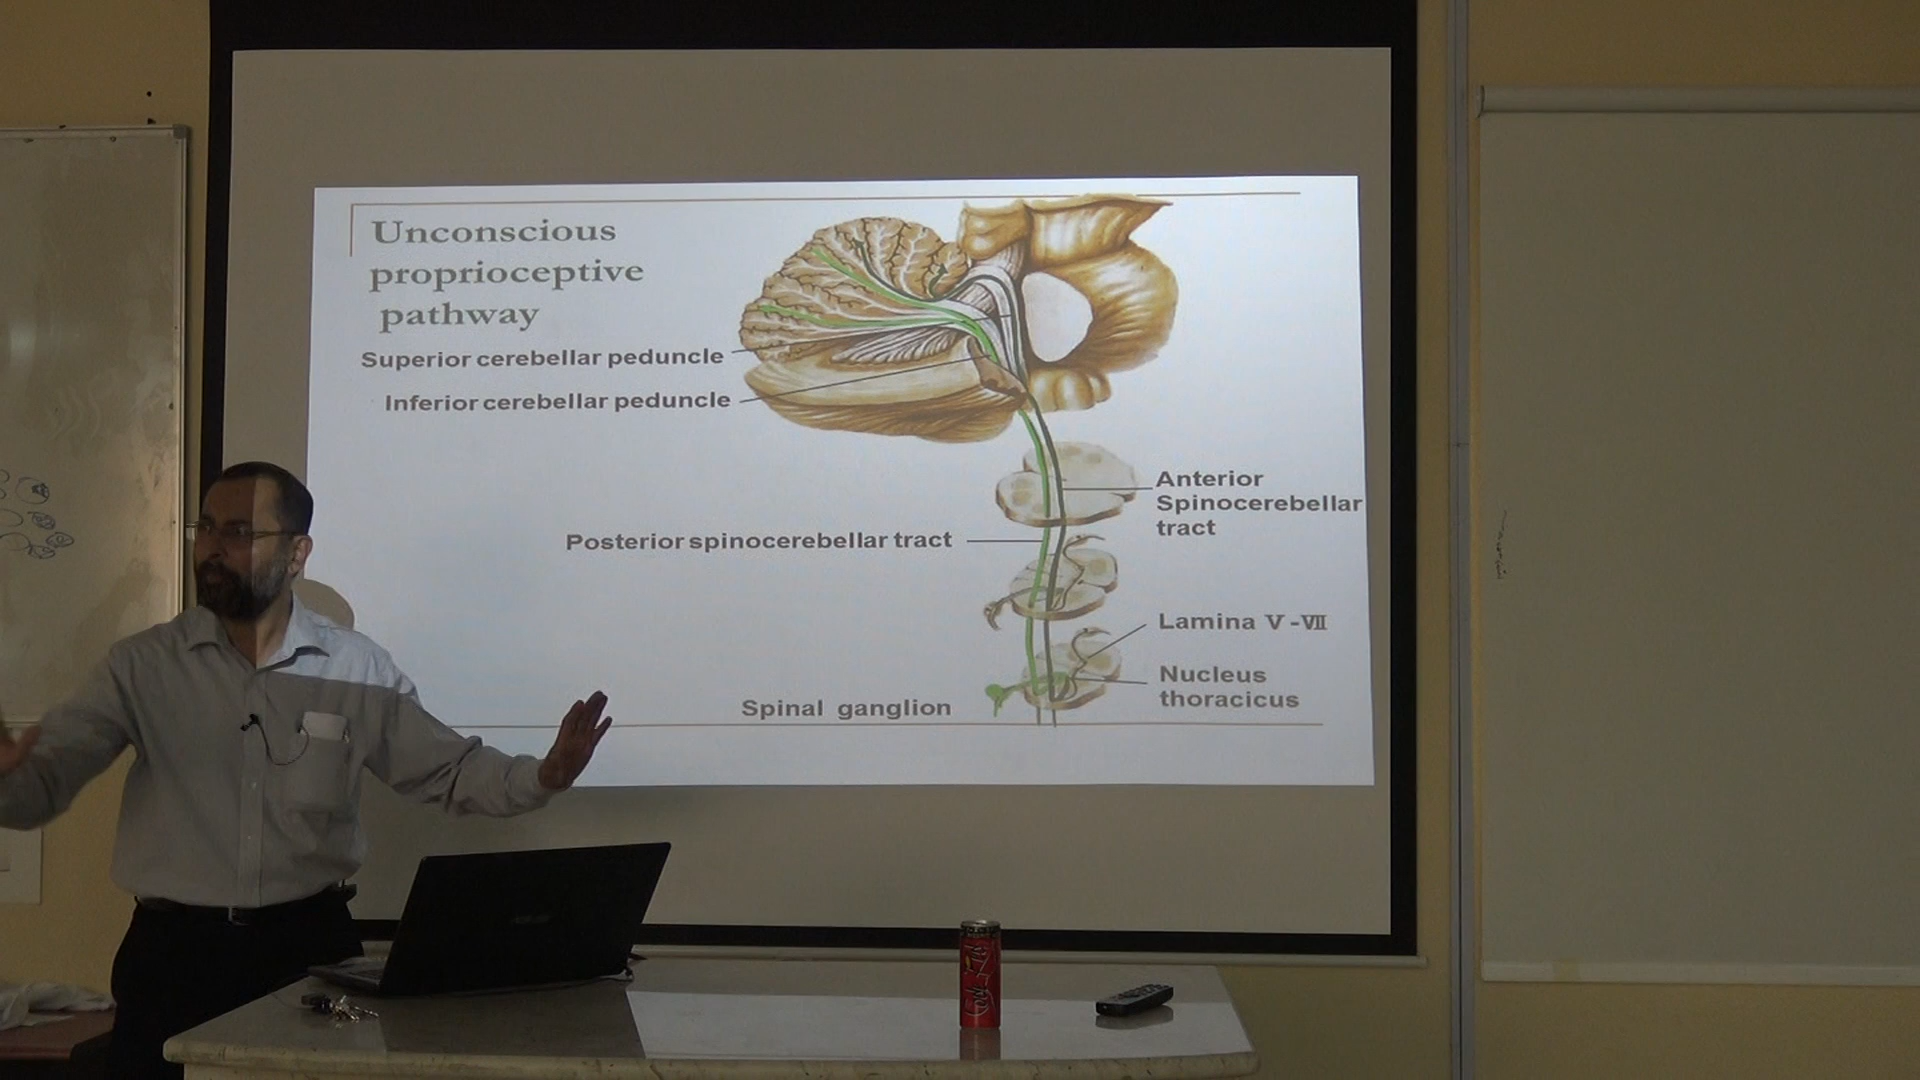 Unconscious
proprioceptive
pathway
Superior cerebellar peduncle
Inferior cerebellar peduncle
Anterior
Spinocerebellar
tract
Posterior spinocerebellar tract
Lamina V-VII
Nucleus
thoracicus
Spinal ganglion